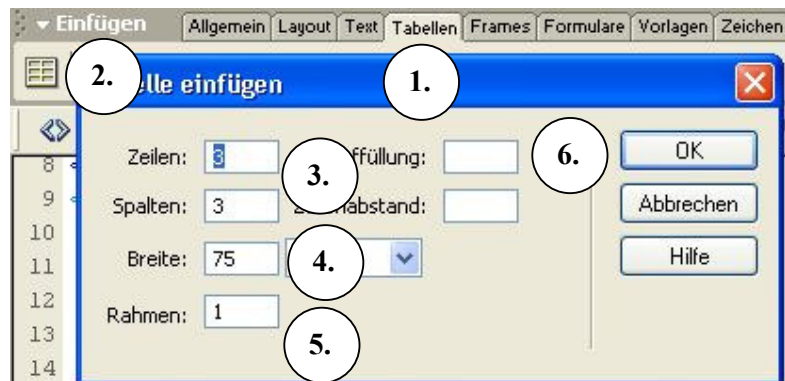 Einfügen Allgemein Layout Text Tabellen Frames Formulare Vorlagen Zeichen
2. elle einfügen 1.
Zeilen: 3 3. ffüllung: 6. OK
8
9 Spalten: 3 abstand: Abbrechen
10
11 Breite: 75 4. Hilfe
12
Rahmen: 1
13 5.
14